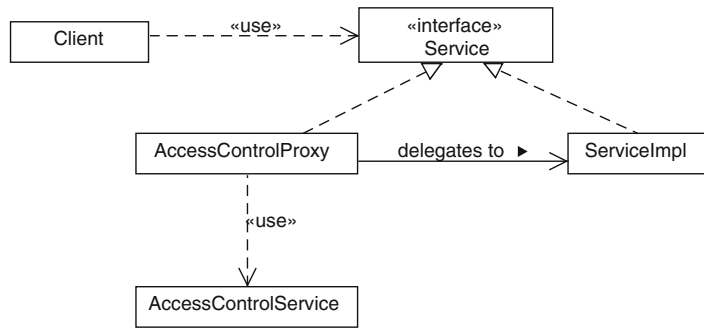 Client
«use»
«interface»
Service
AccessControlProxy
delegates to ▶
ServiceImpl
«use»
AccessControlService